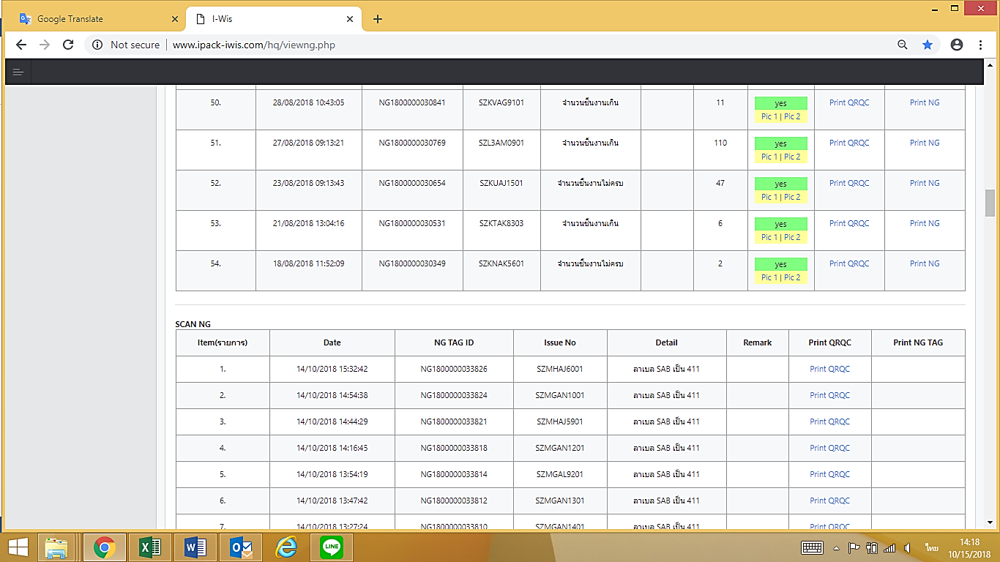 Google Translate
I-Wis
Not secure | www.ipack-iwis.com/hq/viewng.php
50. 28/08/2018 10:43:05 NG1800000030841 SZKVAG9101 จำนวนชิ้นงานเกิน 11 yes Print QRQC Print NG
Pic 1 | Pic 2
51. 27/08/2018 09:13:21 NG1800000030769 SZL3AM0901 จำนวนชิ้นงานเกิน 110 yes Print QRQC Print NG
Pic 1 | Pic 2
52. 23/08/2018 09:13:43 NG1800000030654 SZKUAJ1501 จำนวนชิ้นงานไม่ครบ 47 yes Print QRQC Print NG
Pic 1 | Pic 2
53. 21/08/2018 13:04:16 NG1800000030531 SZKTAK8303 จำนวนชิ้นงานเกิน 6 yes Print QRQC Print NG
Pic 1 | Pic 2
54. 18/08/2018 11:52:09 NG1800000030349 SZKNAK5601 จำนวนชิ้นงานไม่ครบ 2 yes Print QRQC Print NG
Pic 1 | Pic 2
SCAN NG
Item(รายการ) Date NG TAG ID Issue No Detail Remark Print QRQC Print NG TAG
1. 14/10/2018 15:32:42 NG1800000033826 SZMHAJ6001 ลาเบล SAB เป็น 411 Print QRQC
2. 14/10/2018 14:54:38 NG1800000033824 SZMGAN1001 ลาเบล SAB เป็น 411 Print QRQC
3. 14/10/2018 14:44:29 NG1800000033821 SZMHAJ5901 ลาเบล SAB เป็น 411 Print QRQC
4. 14/10/2018 14:16:45 NG1800000033818 SZMGAN1201 ลาเบล SAB เป็น 411 Print QRQC
5. 14/10/2018 13:54:19 NG1800000033814 SZMGAL9201 ลาเบล SAB เป็น 411 Print QRQC
6. 14/10/2018 13:47:42 NG1800000033812 SZMGAN1301 ลาเบล SAB เป็น 411 Print QRQC
7. 14/10/2018 13:27:24 NG1800000033810 SZMGAN1401 ลาเบล SAB เป็น 411 Print QRQC
LINE
ไทย
14:18
10/15/2018